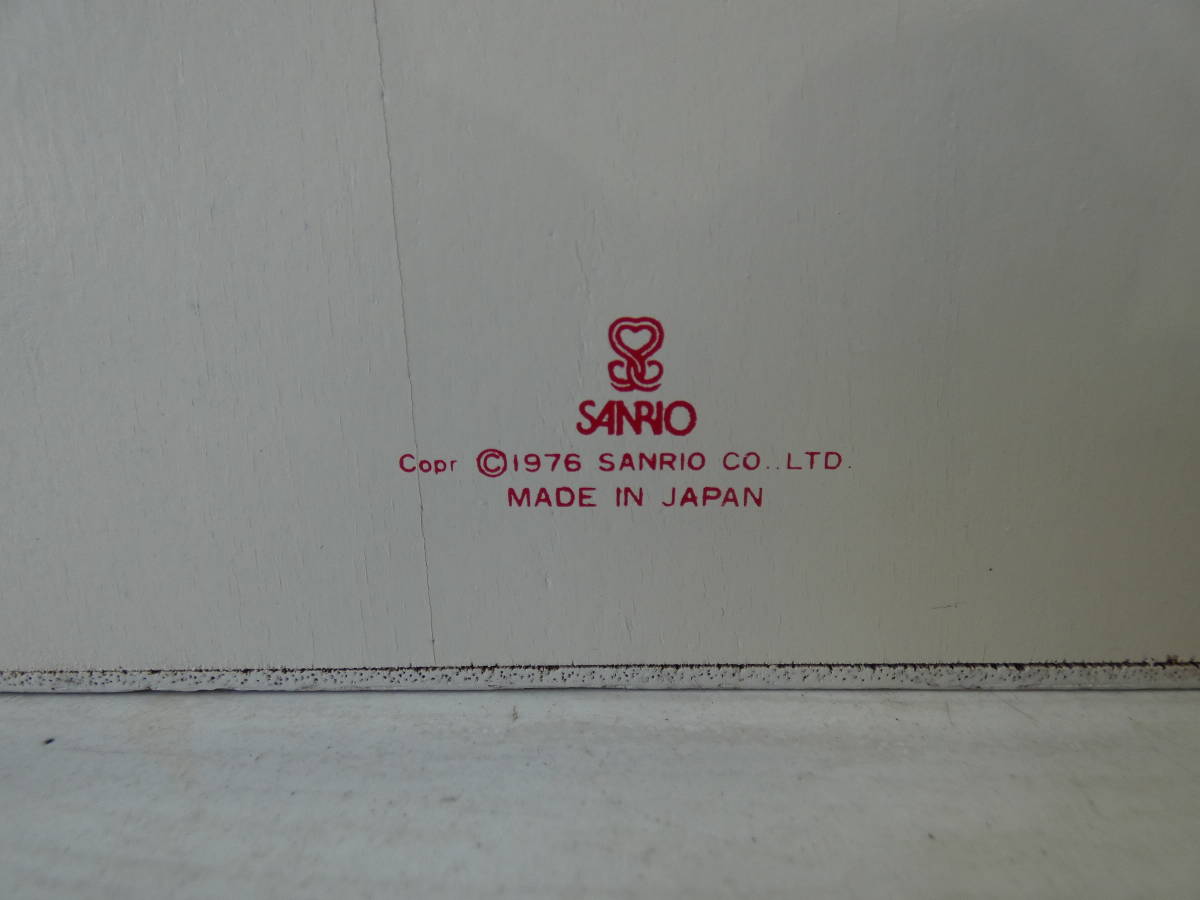 SANRIO
Copr ©1976 SANRIO CO.,LTD.
MADE IN JAPAN